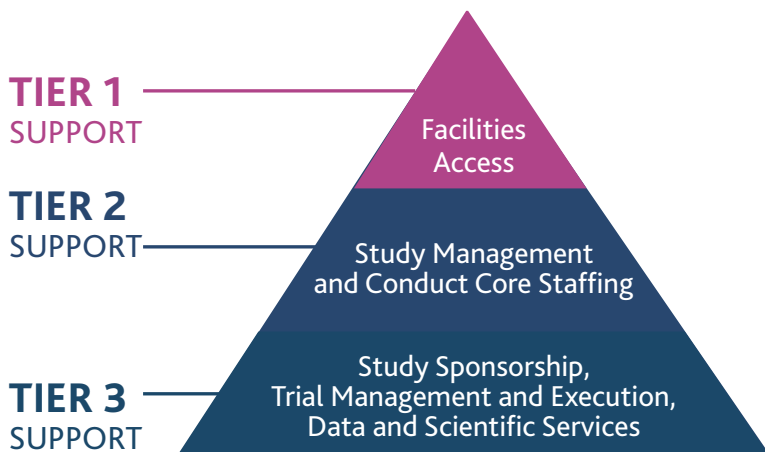 TIER 1
SUPPORT
Facilities
Access
TIER 2
SUPPORT
Study Management
and Conduct Core Staffing
TIER 3
SUPPORT
Study Sponsorship,
Trial Management and Execution,
Data and Scientific Services